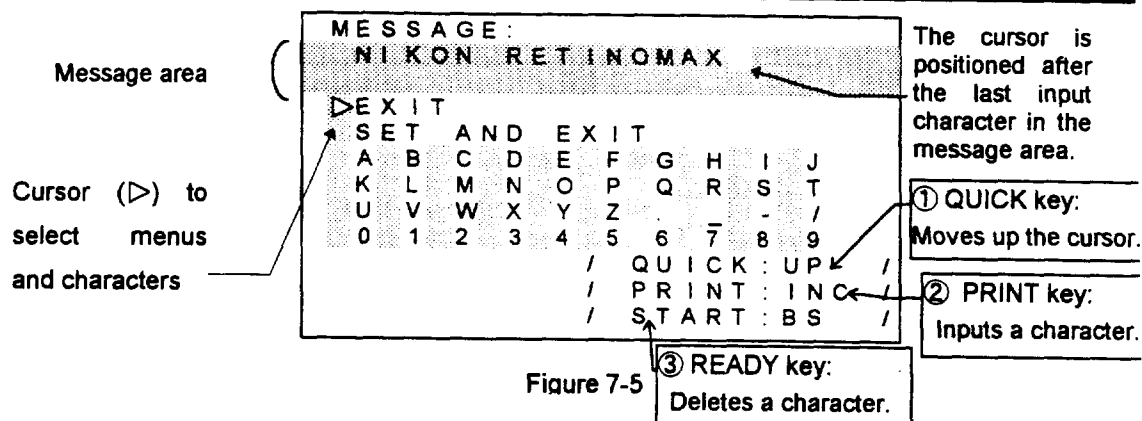 MESSAGE:
NIKON RETINOMAX
▷EXIT
SET AND EXIT
A B C D E F G H I J
K L M N O P Q R S T
U V W X Y Z . _ - /
0 1 2 3 4 5 6 7 8 9
/ QUICK:UP /
/ PRINT:INC
/ START:BS /
Message area
Cursor (▷) to
select menus
and characters
The cursor is
positioned after
the last input
character in the
message area.
① QUICK key:
Moves up the cursor.
② PRINT key:
Inputs a character.
③ READY key:
Deletes a character.
Figure 7-5